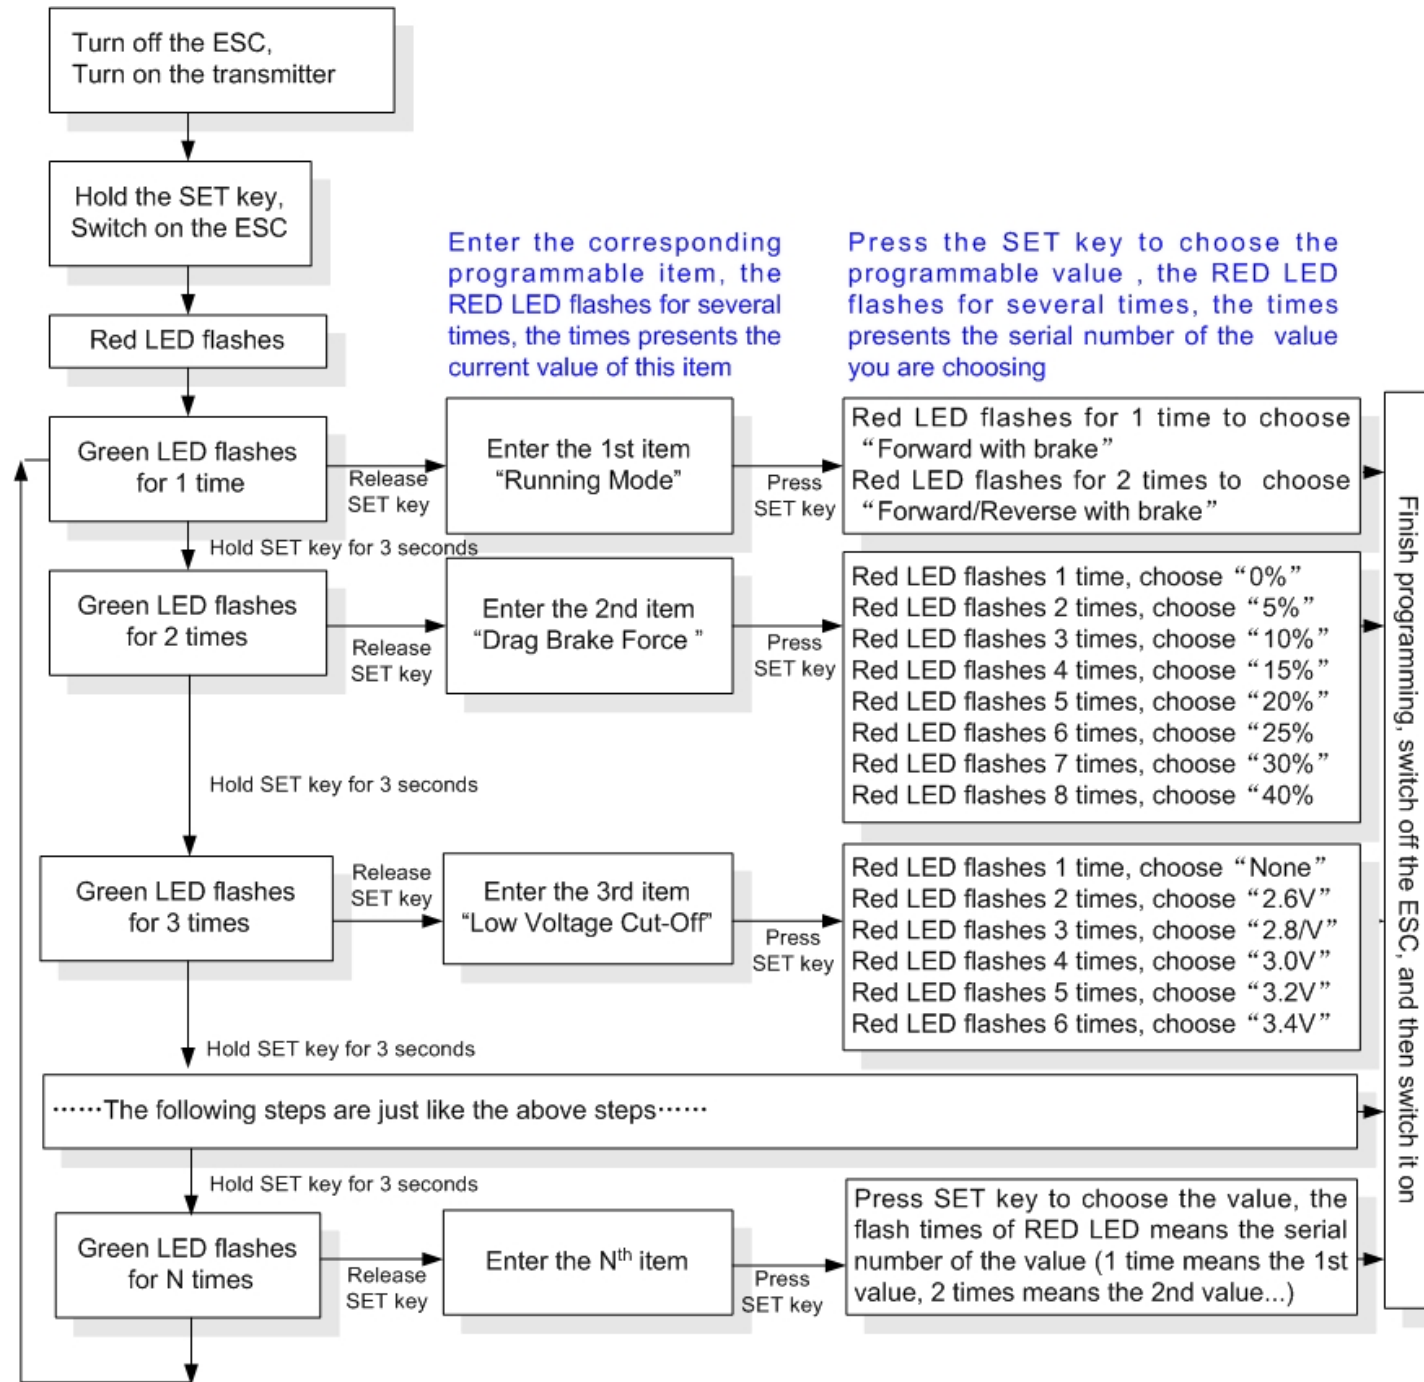 Turn off the ESC,
Turn on the transmitter
Hold the SET key,
Switch on the ESC
Red LED flashes
Enter the corresponding
programmable item, the
RED LED flashes for several
times, the times presents the
current value of this item
Press the SET key to choose the
programmable value , the RED LED
flashes for several times, the times
presents the serial number of the value
you are choosing
Green LED flashes
for 1 time
Release
SET key
Enter the 1st item
“Running Mode”
Press
SET key
Red LED flashes for 1 time to choose
“Forward with brake”
Red LED flashes for 2 times to choose
“Forward/Reverse with brake”
Hold SET key for 3 seconds
Green LED flashes
for 2 times
Release
SET key
Enter the 2nd item
“Drag Brake Force ”
Press
SET key
Red LED flashes 1 time, choose “0%”
Red LED flashes 2 times, choose “5%”
Red LED flashes 3 times, choose “10%”
Red LED flashes 4 times, choose “15%”
Red LED flashes 5 times, choose “20%”
Red LED flashes 6 times, choose “25%
Red LED flashes 7 times, choose “30%”
Red LED flashes 8 times, choose “40%
Hold SET key for 3 seconds
Green LED flashes
for 3 times
Release
SET key
Enter the 3rd item
“Low Voltage Cut-Off”
Press
SET key
Red LED flashes 1 time, choose “None”
Red LED flashes 2 times, choose “2.6V”
Red LED flashes 3 times, choose “2.8/V”
Red LED flashes 4 times, choose “3.0V”
Red LED flashes 5 times, choose “3.2V”
Red LED flashes 6 times, choose “3.4V”
Hold SET key for 3 seconds
······The following steps are just like the above steps······
Hold SET key for 3 seconds
Green LED flashes
for N times
Release
SET key
Enter the Nth item
Press
SET key
Press SET key to choose the value, the
flash times of RED LED means the serial
number of the value (1 time means the 1st
value, 2 times means the 2nd value...)
Finish programming, switch off the ESC, and then switch it on